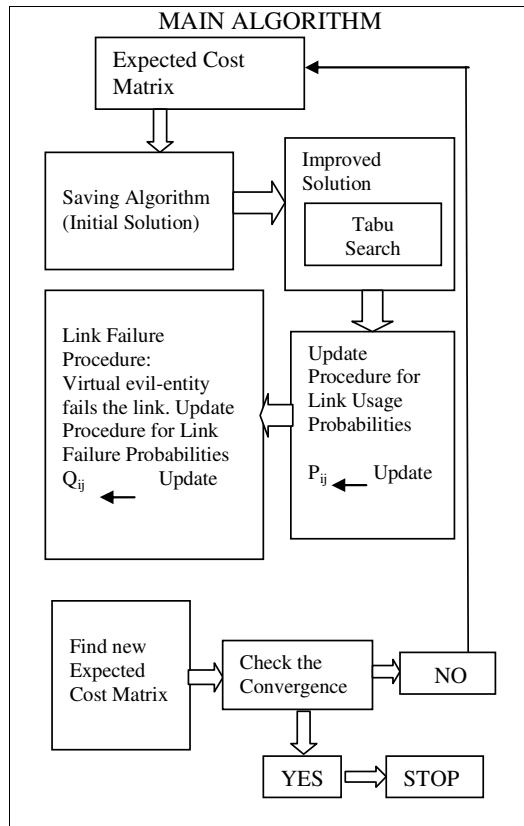 MAIN ALGORITHM
Expected Cost
Matrix
Saving Algorithm
(Initial Solution)
Improved
Solution
Tabu
Search
Update
Procedure for
Link Usage
Probabilities
P_ij Update
Link Failure
Procedure:
Virtual evil-entity
fails the link. Update
Procedure for Link
Failure Probabilities
Q_ij Update
Find new
Expected
Cost Matrix
Check the
Convergence
NO
YES
STOP